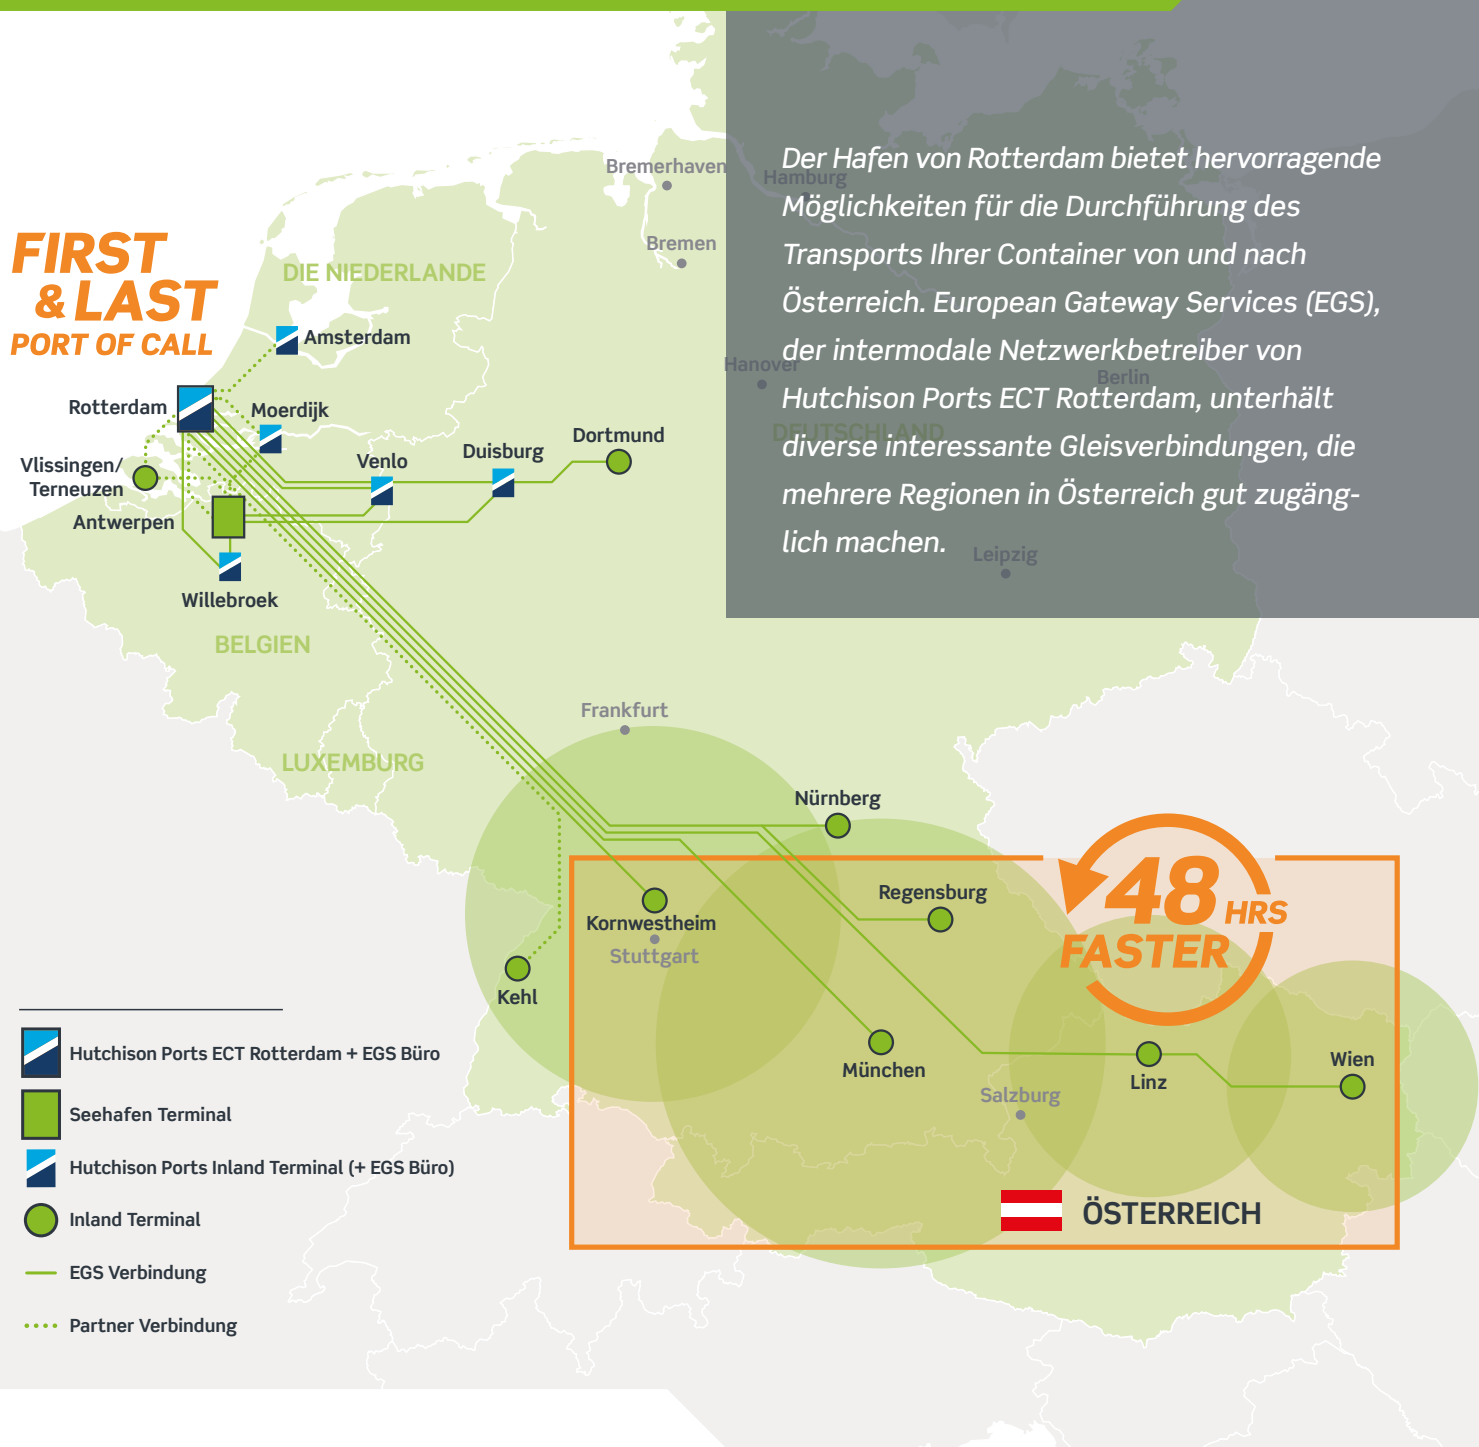 Der Hafen von Rotterdam bietet hervorragende
Möglichkeiten für die Durchführung des
Transports Ihrer Container von und nach
Österreich. European Gateway Services (EGS),
der intermodale Netzwerkbetreiber von
Hutchison Ports ECT Rotterdam, unterhält
diverse interessante Gleisverbindungen, die
mehrere Regionen in Österreich gut zugäng-
lich machen.
FIRST
& LAST
PORT OF CALL
Bremerhaven
Hamburg
Bremen
DIE NIEDERLANDE
Amsterdam
Hanover
Berlin
Rotterdam
Moerdijk
DEUTSCHLAND
Dortmund
Duisburg
Venlo
Vlissingen/
Terneuzen
Antwerpen
Leipzig
Willebroek
BELGIEN
Frankfurt
LUXEMBURG
Nürnberg
48 HRS
FASTER
Regensburg
Kornwestheim
Stuttgart
Kehl
München
Linz
Wien
Salzburg
ÖSTERREICH
Hutchison Ports ECT Rotterdam + EGS Büro
Seehafen Terminal
Hutchison Ports Inland Terminal (+ EGS Büro)
Inland Terminal
EGS Verbindung
Partner Verbindung